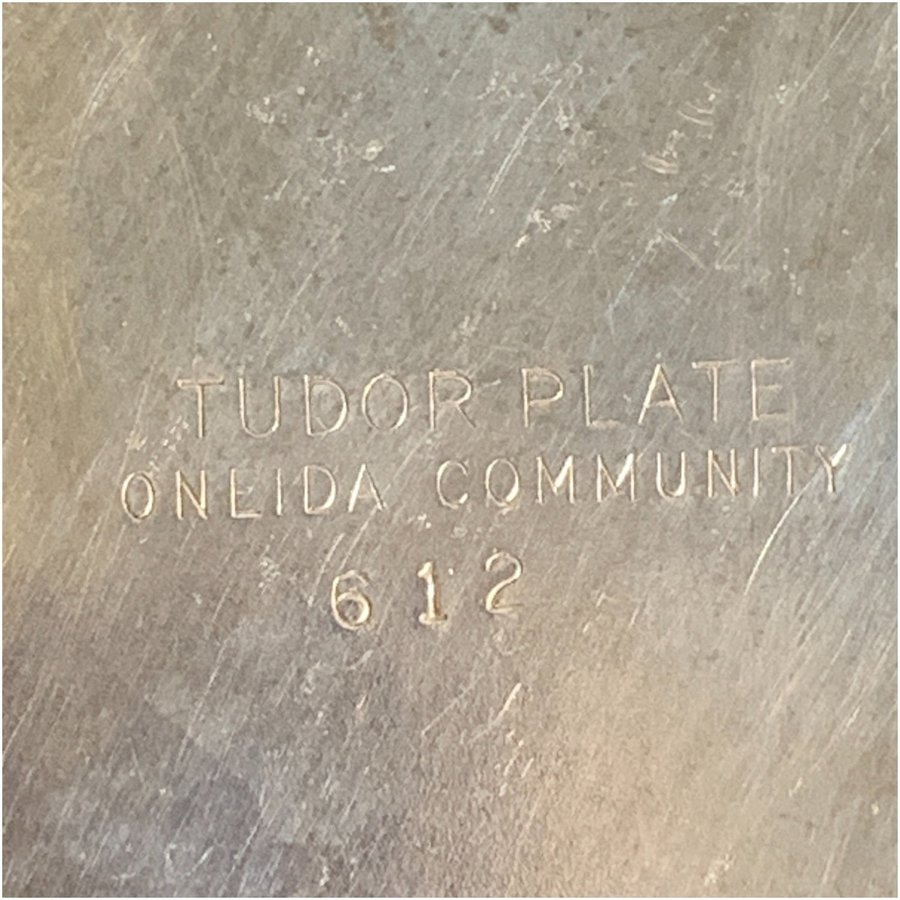 TUDOR PLATE
ONEIDA COMMUNITY
612